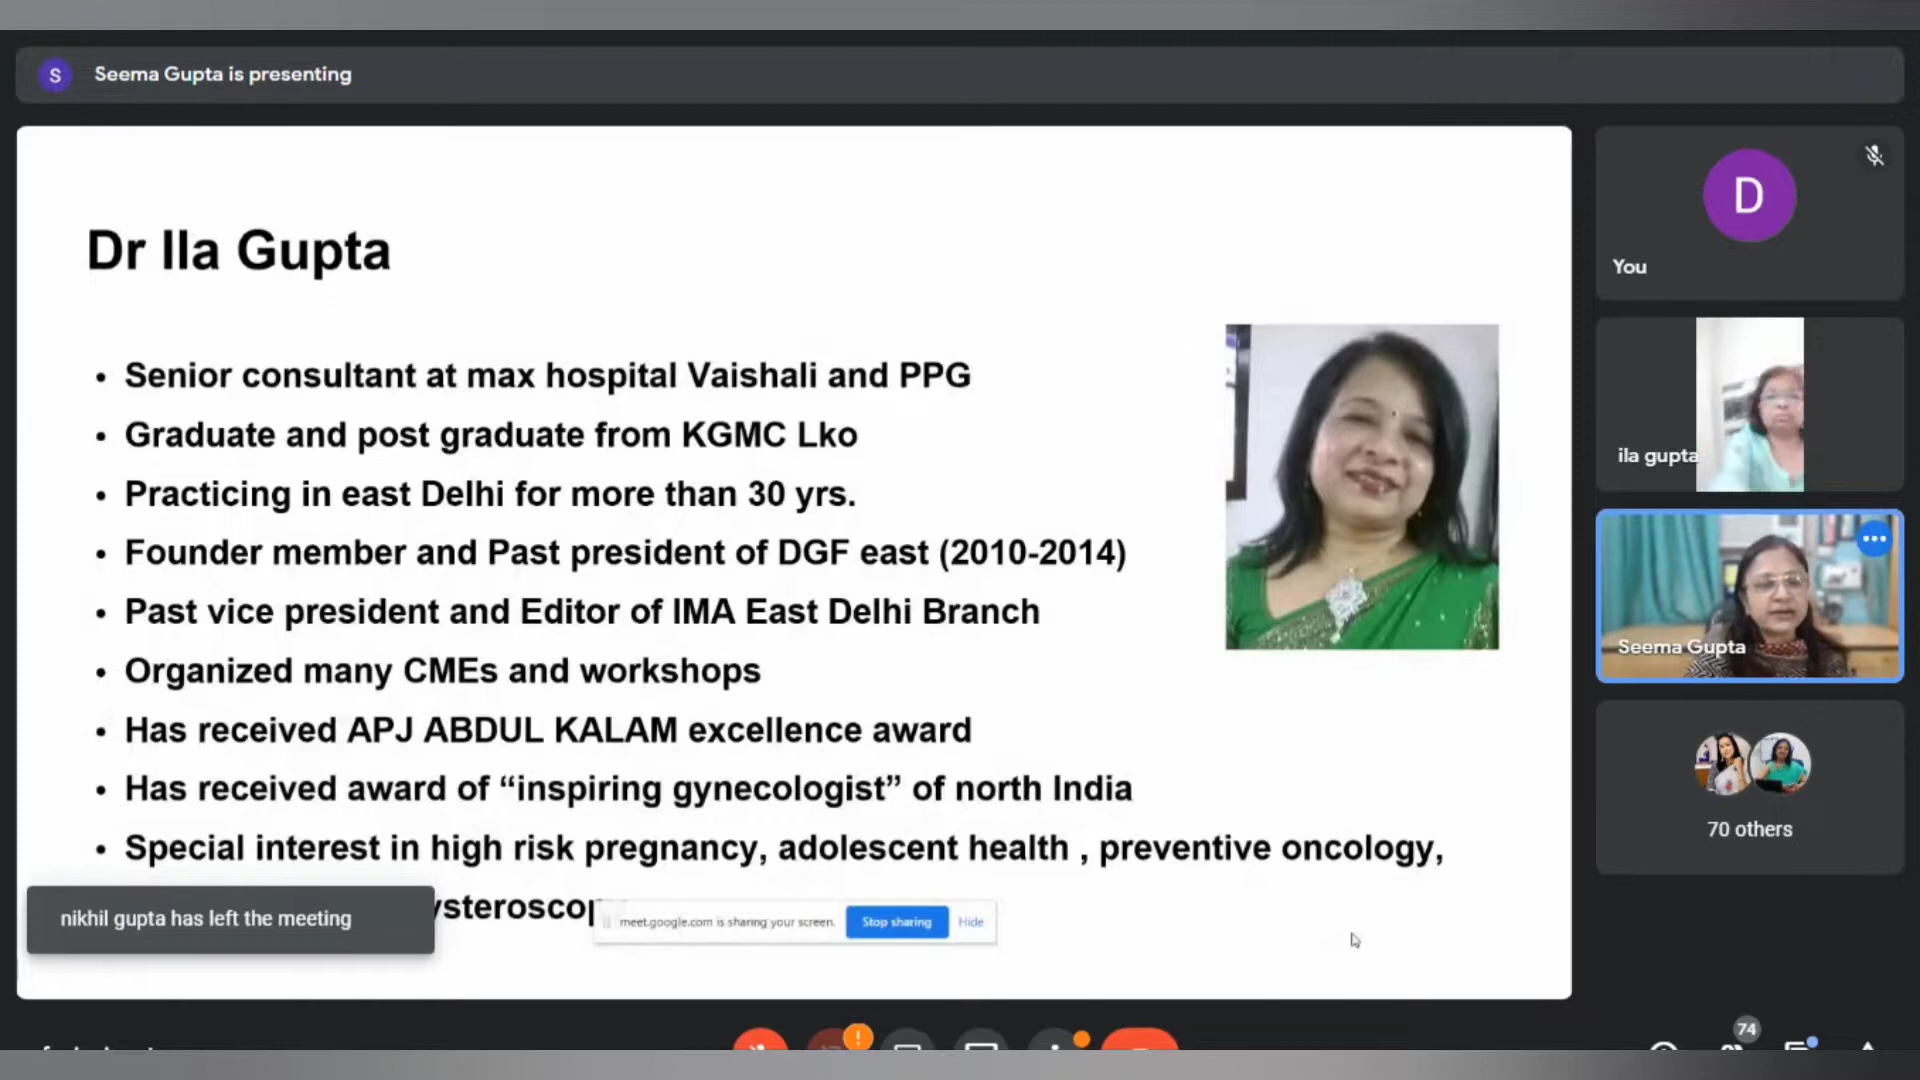 S Seema Gupta is presenting
Dr Ila Gupta
• Senior consultant at max hospital Vaishali and PPG
• Graduate and post graduate from KGMC Lko
• Practicing in east Delhi for more than 30 yrs.
• Founder member and Past president of DGF east (2010-2014)
• Past vice president and Editor of IMA East Delhi Branch
• Organized many CMEs and workshops
• Has received APJ ABDUL KALAM excellence award
• Has received award of “inspiring gynecologist” of north India
• Special interest in high risk pregnancy, adolescent health , preventive oncology,
nikhil gupta has left the meeting
meet.google.com is sharing your screen. Stop sharing Hide
D
You
ila gupta
Seema Gupta
70 others
74